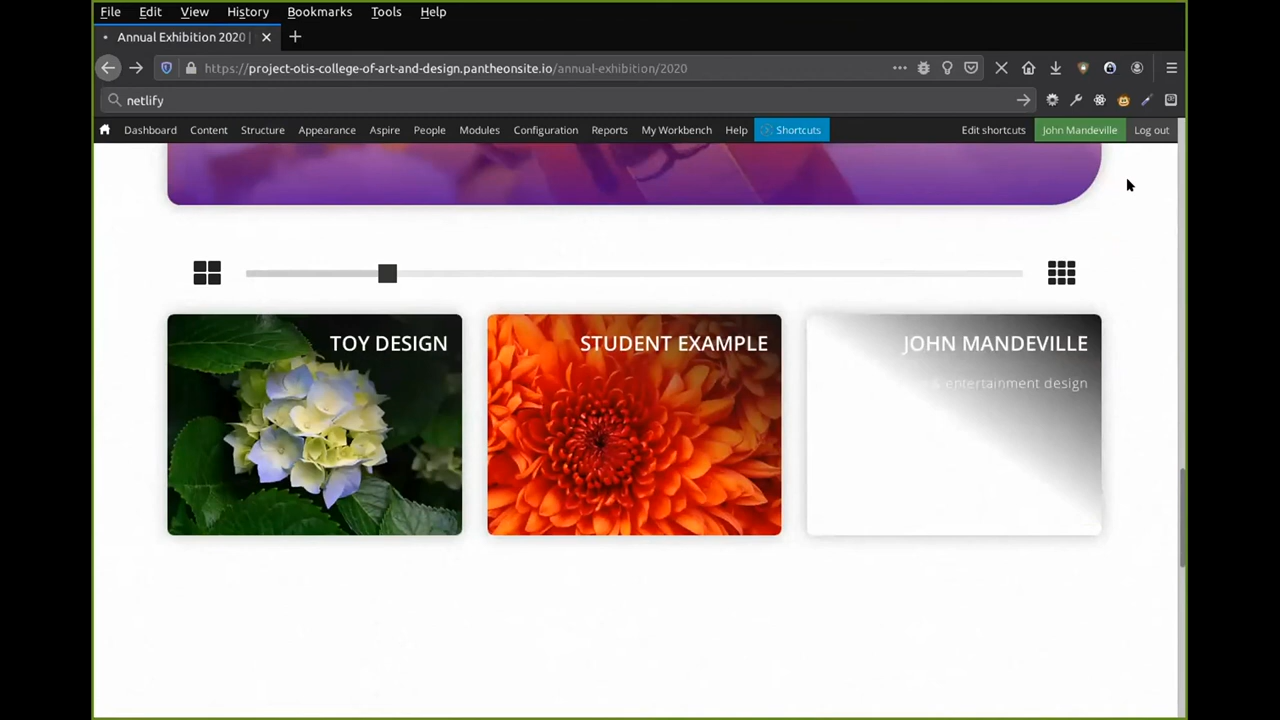 File Edit View History Bookmarks Tools Help
Annual Exhibition 2020 |
https://project-otis-college-of-art-and-design.pantheonsite.io/annual-exhibition/2020
netlify
Dashboard Content Structure Appearance Aspire People Modules Configuration Reports My Workbench Help Shortcuts Edit shortcuts John Mandeville Log out
TOY DESIGN STUDENT EXAMPLE JOHN MANDEVILLE
& entertainment design